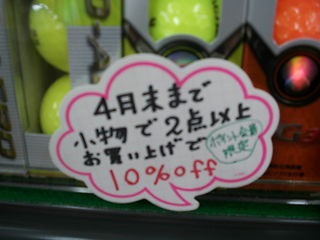 4月末まで
小物で2点以上
お買い上げで
ポイント会員
限定
10%off